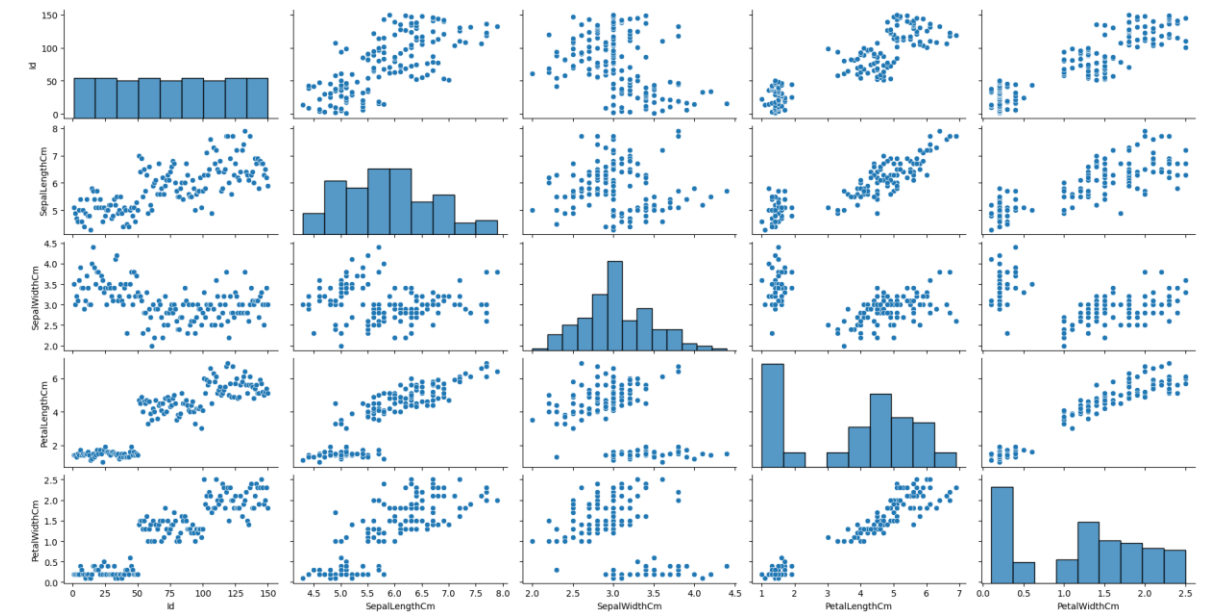 150
100
50
0
Id
8
7
6
5
SepalLengthCm
4.5
4.0
3.5
3.0
2.5
2.0
SepalWidthCm
6
4
2
PetalLengthCm
2.5
2.0
1.5
1.0
0.5
0.0
PetalWidthCm
0 25 50 75 100 125 150
4.5 5.0 5.5 6.0 6.5 7.0 7.5 8.0
2.0 2.5 3.0 3.5 4.0 4.5
1 2 3 4 5 6 7
0.0 0.5 1.0 1.5 2.0 2.5
Id SepalLengthCm SepalWidthCm PetalLengthCm PetalWidthCm